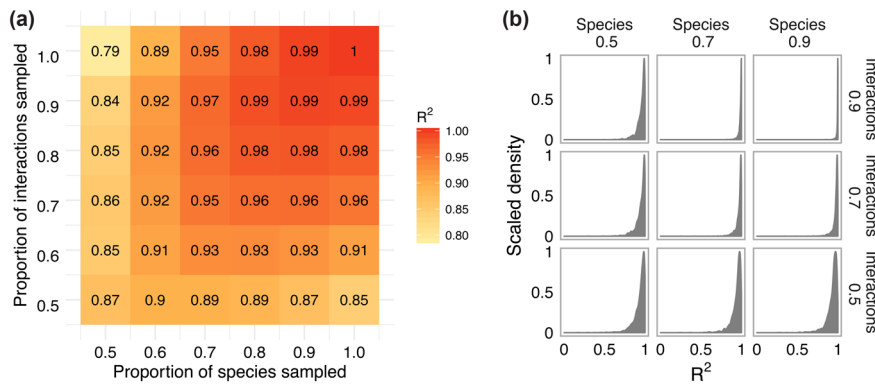 (a)
Proportion of interactions sampled
1.0 0.79 0.89 0.95 0.98 0.99 1
0.9 0.84 0.92 0.97 0.99 0.99 0.99
0.8 0.85 0.92 0.96 0.98 0.98 0.98
0.7 0.86 0.92 0.95 0.96 0.96 0.96
0.6 0.85 0.91 0.93 0.93 0.93 0.91
0.5 0.87 0.9 0.89 0.89 0.87 0.85
0.5 0.6 0.7 0.8 0.9 1.0
Proportion of species sampled
R²
1.00
0.95
0.90
0.85
0.80
(b)
Species Species Species
0.5 0.7 0.9
Scaled density
1
0.5
0
Interactions
0.9
1
0.5
0
Interactions
0.7
1
0.5
0
Interactions
0.5
0 0.5 1 0 0.5 1 0 0.5 1
R²